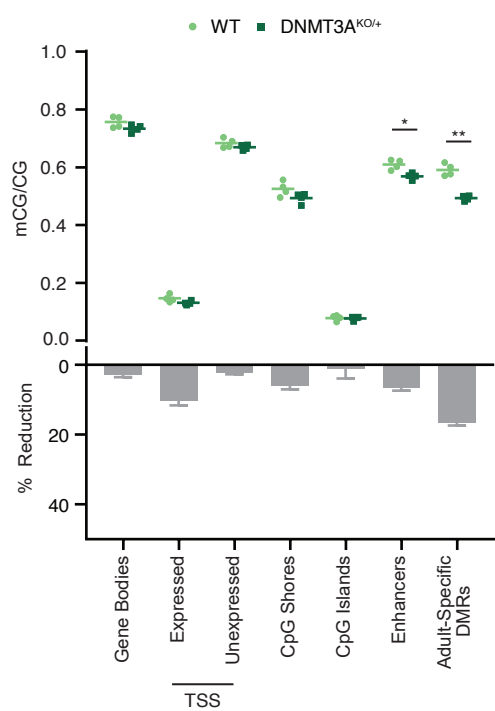 WT DNMT3A^KO/+
1.0
0.8
0.6
0.4
0.2
0.0
mCG/CG
*
**
0
20
40
% Reduction
Gene Bodies
Expressed
Unexpressed
CpG Shores
CpG Islands
Enhancers
Adult-Specific
DMRs
TSS